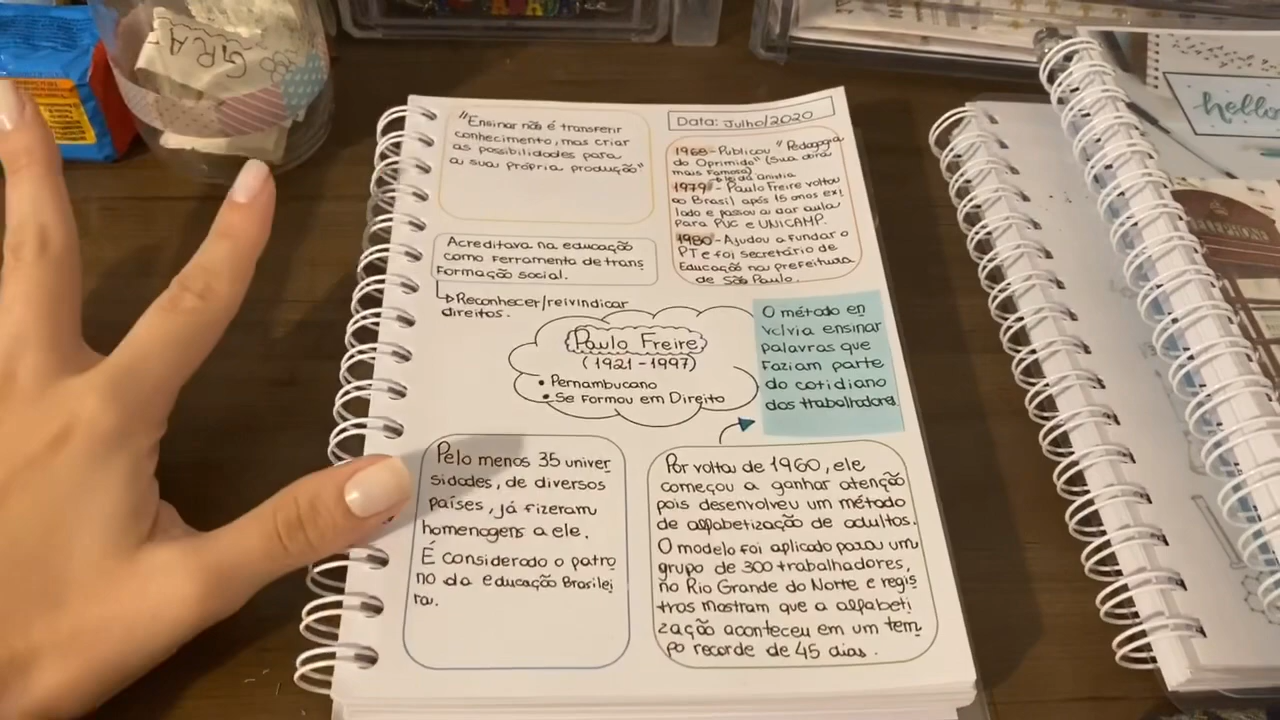 GRA
"Ensinar não é transferir
conhecimento, mas criar
as possibilidades para
a sua própria produção"
Data: Julho/2020
1968 - Publicou "Pedagogia
do Oprimido" (sua obra
mais famosa)
↳ lei da anistia
1979 - Paulo Freire voltou
ao Brasil após 15 anos exi
lado e passou a dar aula
para PUC e UNICAMP.
1980 - Ajudou a fundar o
PT e foi secretário de
Educação na prefeitura
de São Paulo.
Acreditava na educação
como ferramenta de trans
formação social.
↳ Reconhecer/reivindicar
direitos.
Paulo Freire
(1921-1997)
• Pernambucano
• Se formou em Direito
O método en
volvia ensinar
palavras que
faziam parte
do cotidiano
dos trabalhadores.
Pelo menos 35 univer
sidades, de diversos
países, já fizeram
homenagens a ele.
É considerado o patro
no da educação Brasilei
ra.
Por volta de 1960, ele
começou a ganhar atenção
pois desenvolveu um método
de alfabetização de adultos.
O modelo foi aplicado para um
grupo de 300 trabalhadores,
no Rio Grande do Norte e regis
tros mostram que a alfabeti
zação aconteceu em um tem
po recorde de 45 dias.
hello
TELEPHONE